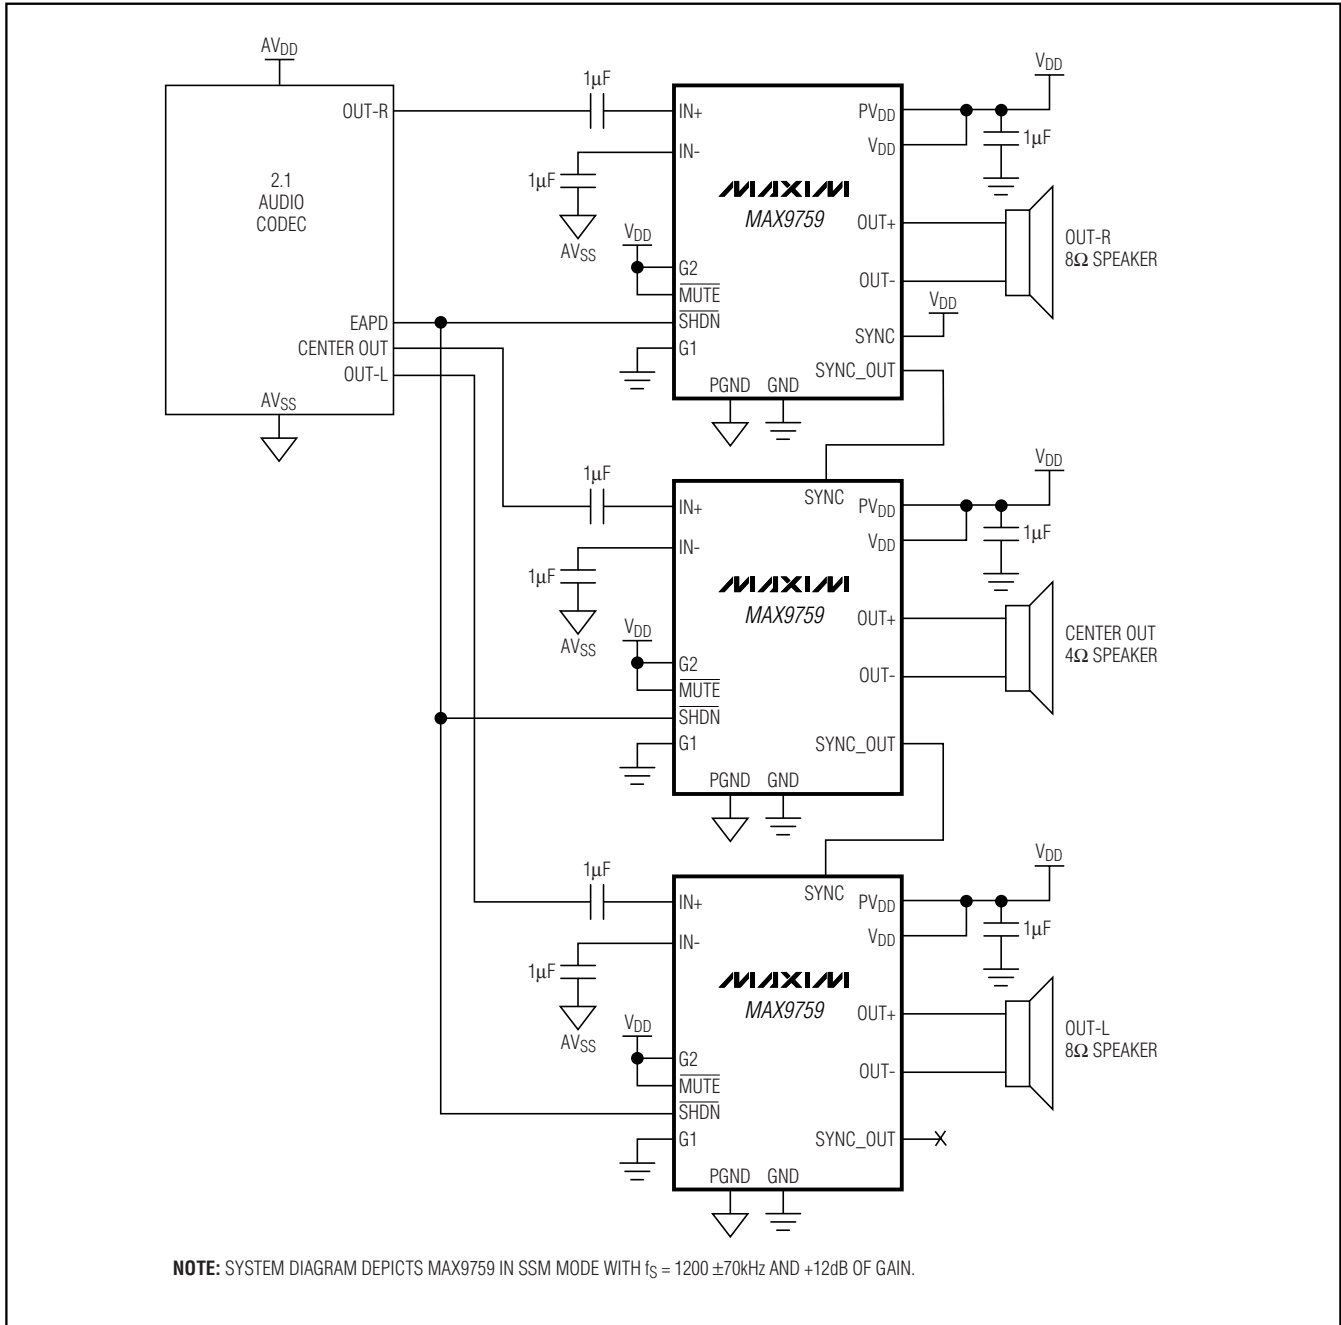 AVDD
OUT-R
2.1
AUDIO
CODEC
EAPD
CENTER OUT
OUT-L
AVSS
1µF
1µF
AVSS
VDD
IN+
IN-
G2
MUTE
SHDN
G1
PGND
GND
MAXIM
MAX9759
PVDD
VDD
OUT+
OUT-
SYNC
SYNC_OUT
VDD
1µF
VDD
OUT-R
8Ω SPEAKER
1µF
1µF
AVSS
VDD
SYNC
IN+
IN-
G2
MUTE
SHDN
G1
PGND
GND
MAXIM
MAX9759
PVDD
VDD
OUT+
OUT-
SYNC_OUT
VDD
1µF
CENTER OUT
4Ω SPEAKER
1µF
1µF
AVSS
VDD
SYNC
IN+
IN-
G2
MUTE
SHDN
G1
PGND
GND
MAXIM
MAX9759
PVDD
VDD
OUT+
OUT-
SYNC_OUT
VDD
1µF
OUT-L
8Ω SPEAKER
NOTE: SYSTEM DIAGRAM DEPICTS MAX9759 IN SSM MODE WITH fS = 1200 ±70kHz AND +12dB OF GAIN.